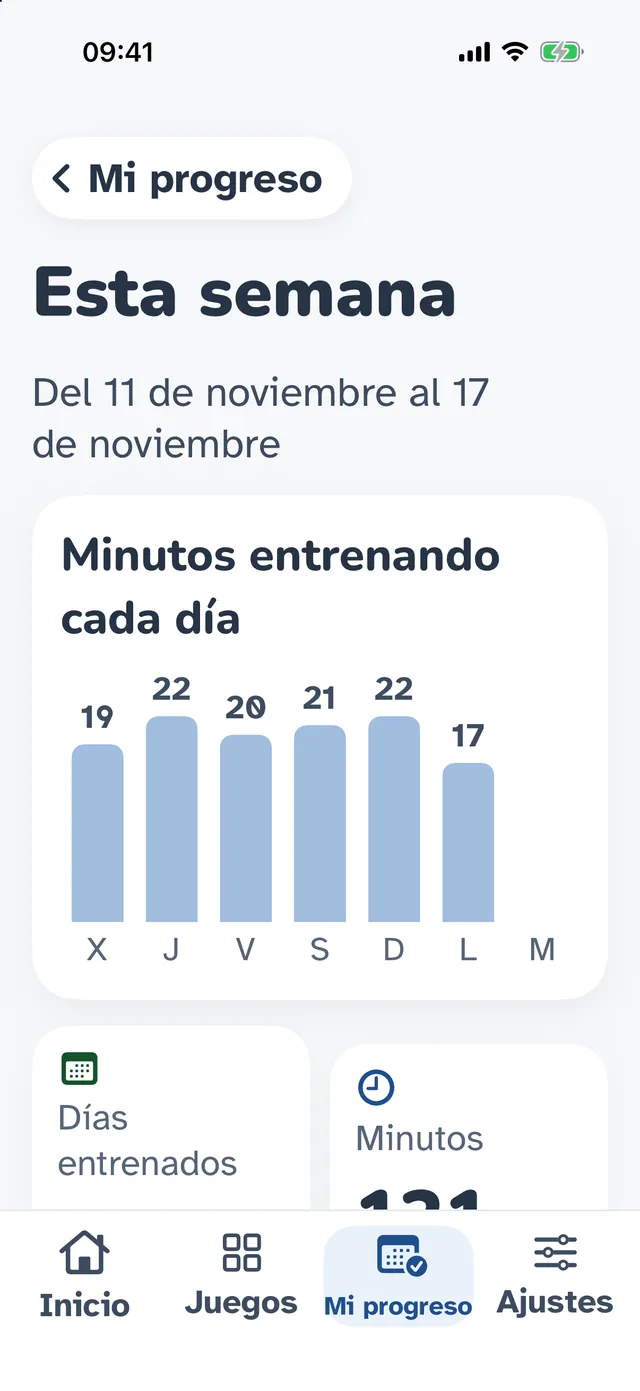 09:41
Mi progreso
Esta semana
Del 11 de noviembre al 17
de noviembre
Minutos entrenando
cada día
19 22 20 21 22 17
X J V S D L M
Días
entrenados
Minutos
Inicio Juegos Mi progreso Ajustes